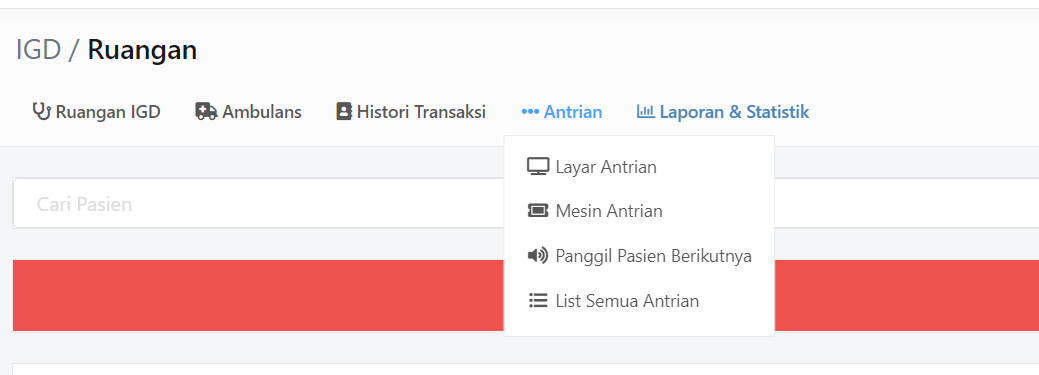 IGD / Ruangan
Ruangan IGD Ambulans Histori Transaksi Antrian Laporan & Statistik
Layar Antrian
Cari Pasien
Mesin Antrian
Panggil Pasien Berikutnya
List Semua Antrian